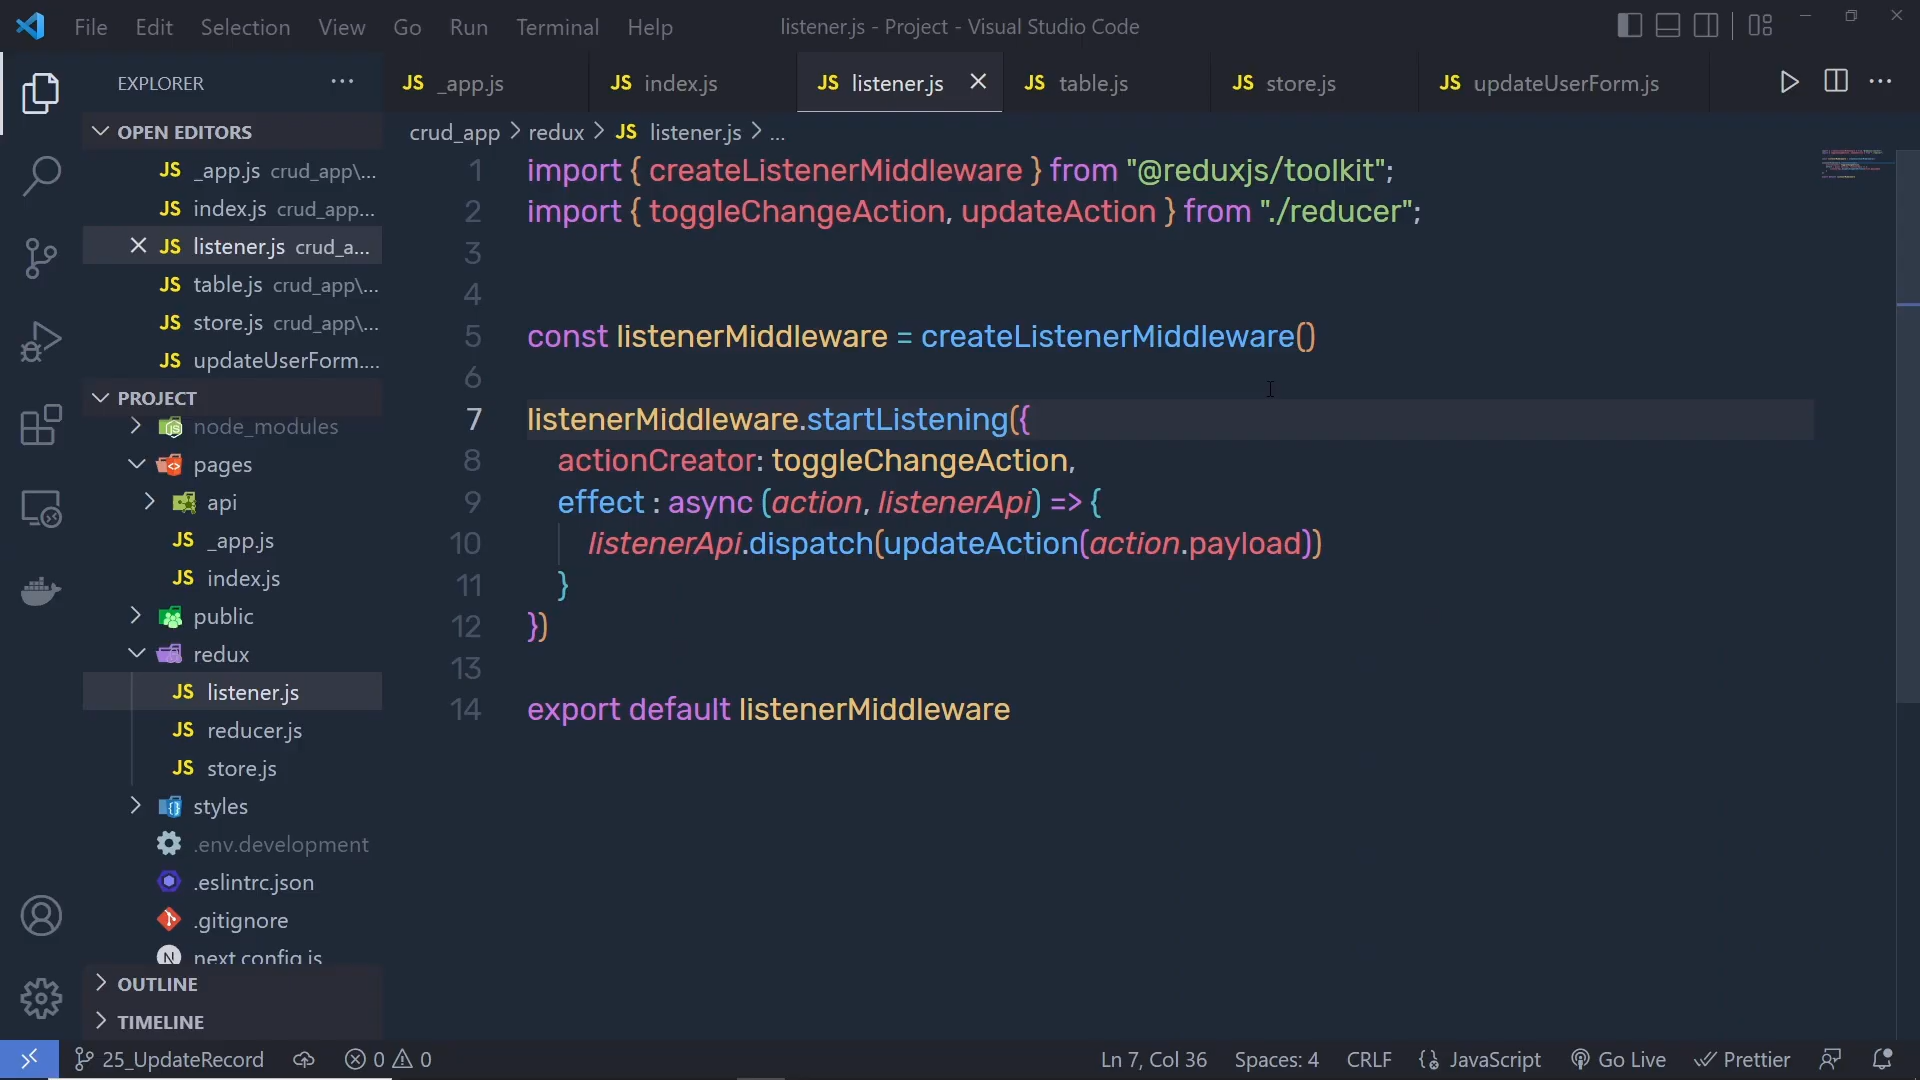 File Edit Selection View Go Run Terminal Help listener.js - Project - Visual Studio Code
EXPLORER ...
JS _app.js JS index.js JS listener.js JS table.js JS store.js JS updateUserForm.js ...
OPEN EDITORS
JS _app.js crud_app\...
JS index.js crud_app...
JS listener.js crud_a...
JS table.js crud_app\...
JS store.js crud_app\...
JS updateUserForm....
PROJECT
node_modules
pages
api
JS _app.js
JS index.js
public
redux
JS listener.js
JS reducer.js
JS store.js
styles
.env.development
.eslintrc.json
.gitignore
N next.config.js
OUTLINE
TIMELINE
crud_app > redux > JS listener.js > ...
1 import { createListenerMiddleware } from "@reduxjs/toolkit";
2 import { toggleChangeAction, updateAction } from "./reducer";
3
4
5 const listenerMiddleware = createListenerMiddleware()
6
7 listenerMiddleware.startListening({
8 actionCreator: toggleChangeAction,
9 effect : async (action, listenerApi) => {
10 listenerApi.dispatch(updateAction(action.payload))
11 }
12 })
13
14 export default listenerMiddleware
25_UpdateRecord 0 0 Ln 7, Col 36 Spaces: 4 CRLF {} JavaScript Go Live Prettier